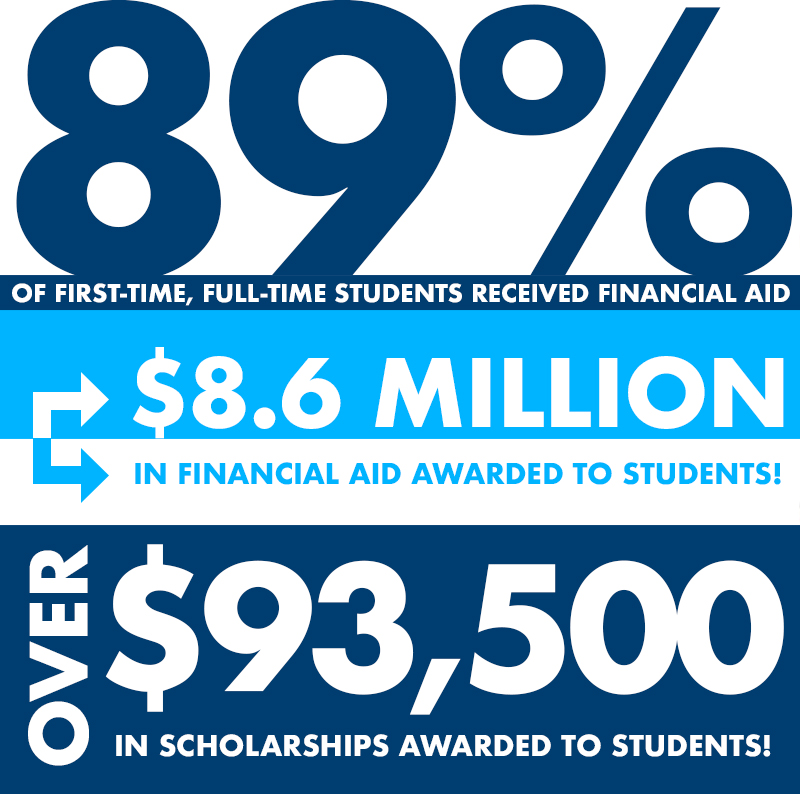 89%
OF FIRST-TIME, FULL-TIME STUDENTS RECEIVED FINANCIAL AID
$8.6 MILLION
IN FINANCIAL AID AWARDED TO STUDENTS!
OVER
$93,500
IN SCHOLARSHIPS AWARDED TO STUDENTS!